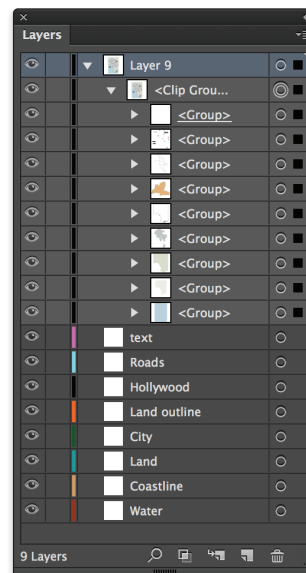 Layers
Layer 9
<Clip Grou...
<Group>
<Group>
<Group>
<Group>
<Group>
<Group>
<Group>
<Group>
<Group>
text
Roads
Hollywood
Land outline
City
Land
Coastline
Water
9 Layers